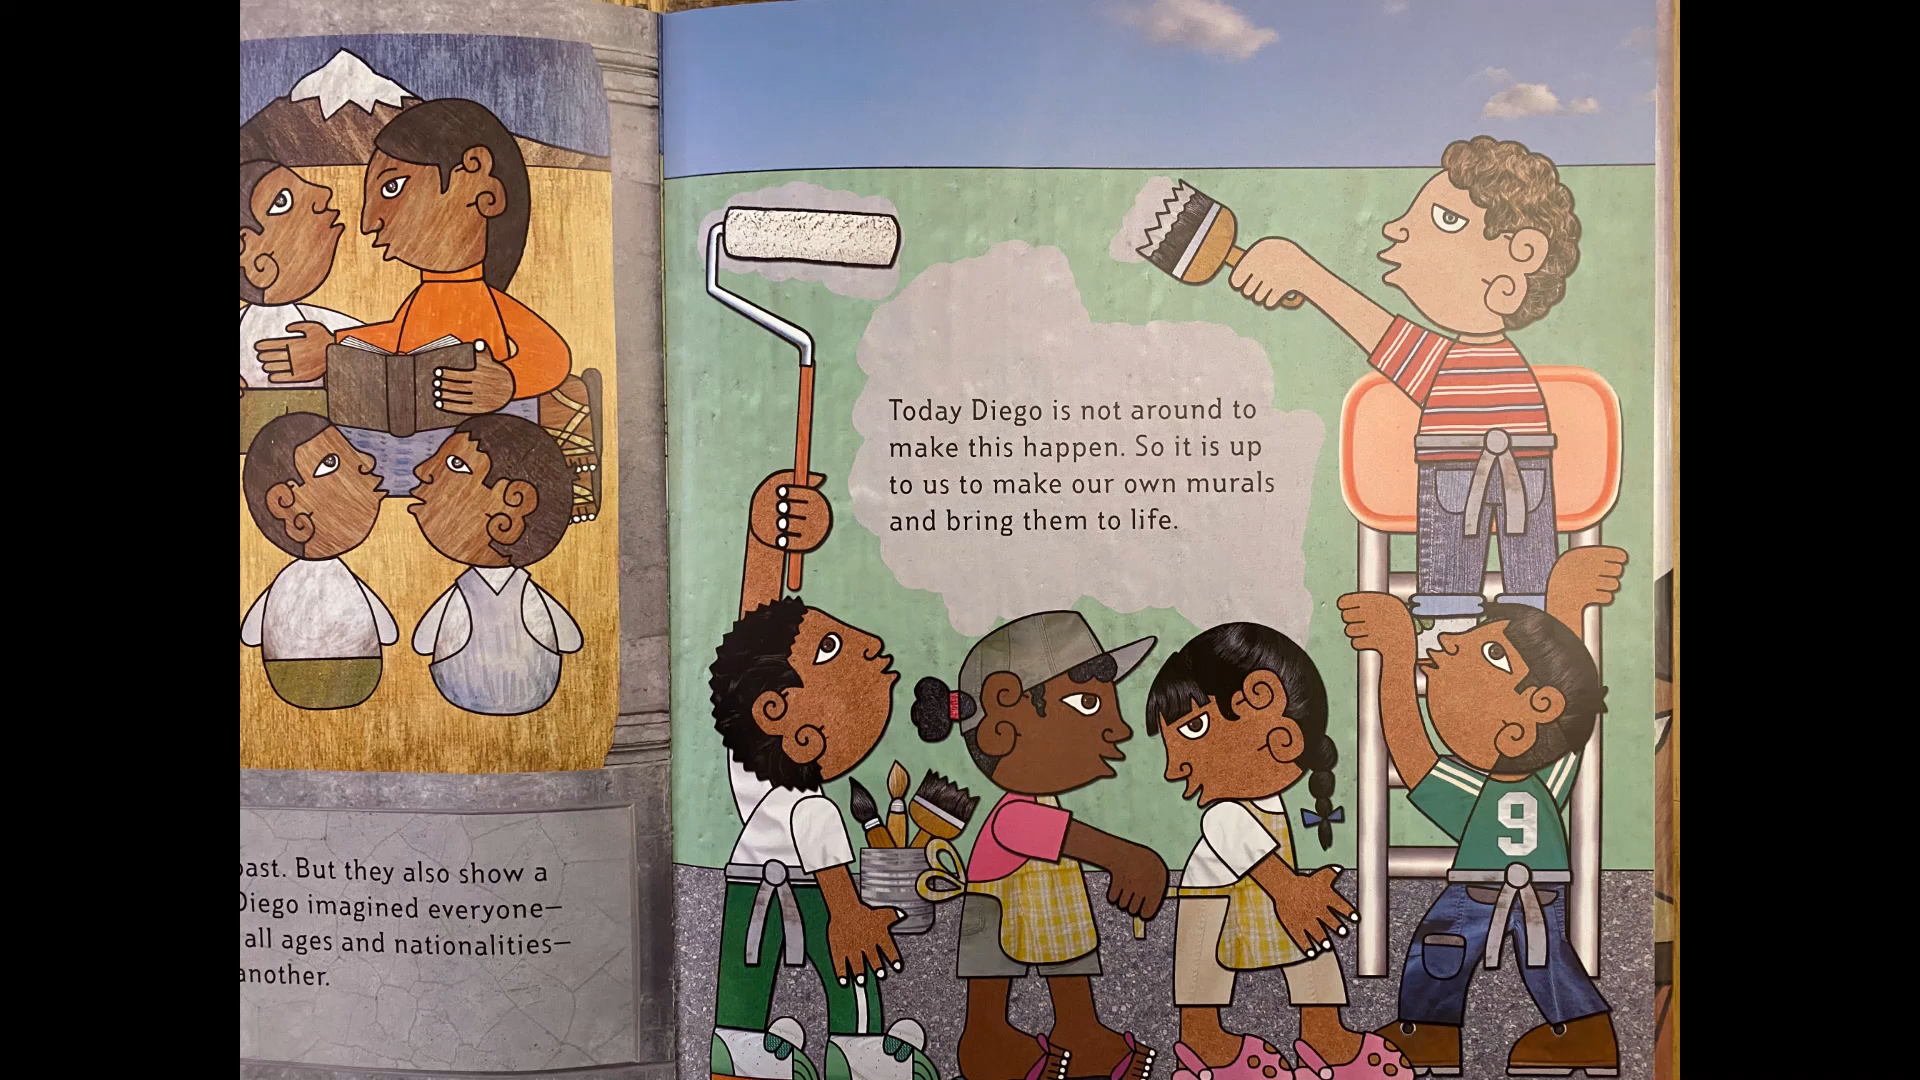 past. But they also show a
Diego imagined everyone—
all ages and nationalities—
another.
Today Diego is not around to
make this happen. So it is up
to us to make our own murals
and bring them to life.
9